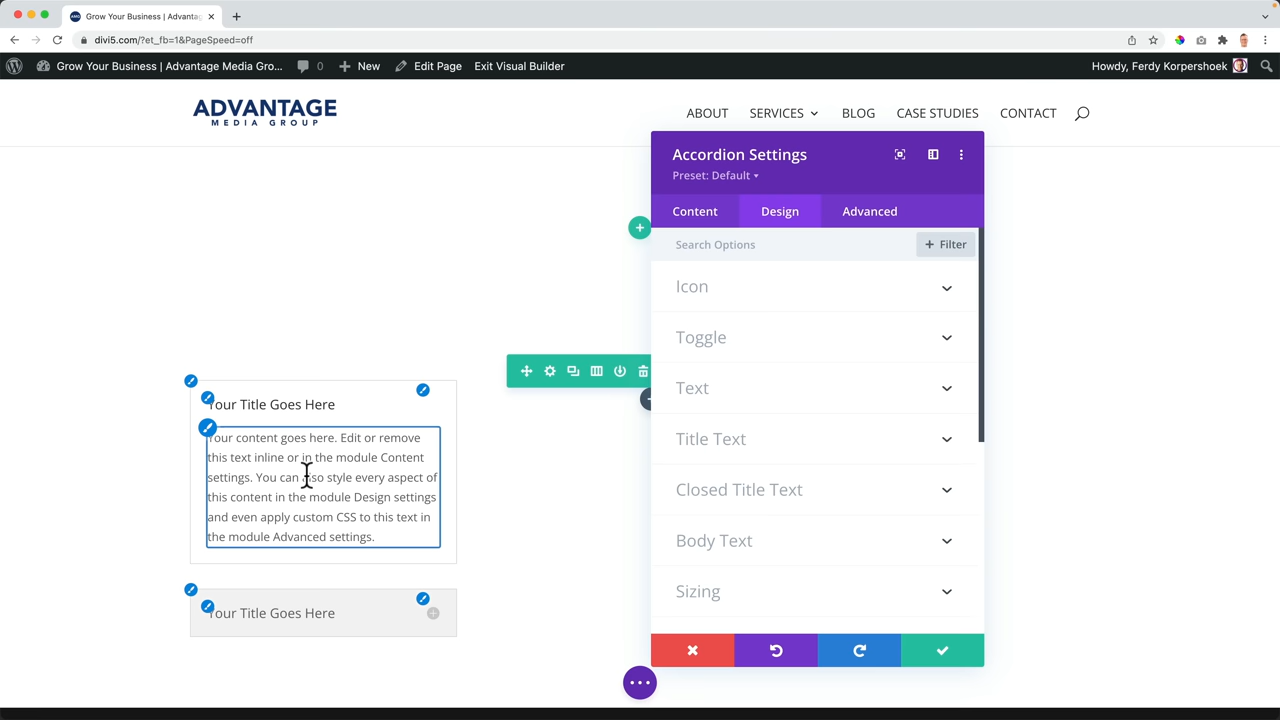 Grow Your Business | Advantag
divi5.com/?et_fb=1&PageSpeed=off
Grow Your Business | Advantage Media Gro...
0
New
Edit Page
Exit Visual Builder
Howdy, Ferdy Korpershoek
ADVANTAGE
MEDIA GROUP
ABOUT
SERVICES
BLOG
CASE STUDIES
CONTACT
Accordion Settings
Preset: Default
Content
Design
Advanced
Search Options
+ Filter
Icon
Toggle
Text
Title Text
Closed Title Text
Body Text
Sizing
Your Title Goes Here
Your content goes here. Edit or remove
this text inline or in the module Content
settings. You can also style every aspect of
this content in the module Design settings
and even apply custom CSS to this text in
the module Advanced settings.
Your Title Goes Here